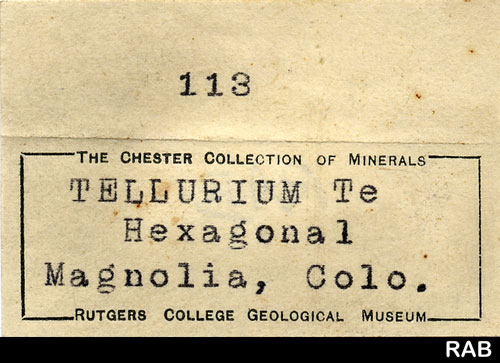 113
THE CHESTER COLLECTION OF MINERALS
TELLURIUM Te
Hexagonal
Magnolia, Colo.
RUTGERS COLLEGE GEOLOGICAL MUSEUM
RAB